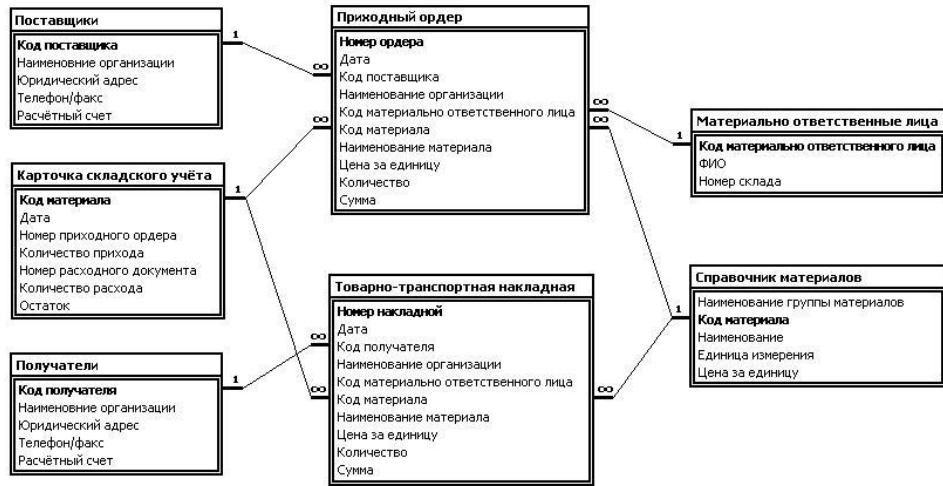 Поставщики
Код поставщика
Наименовние организации
Юридический адрес
Телефон/факс
Расчётный счет
Карточка складского учёта
Код материала
Дата
Номер приходного ордера
Количество прихода
Номер расходного документа
Количество расхода
Остаток
Получатели
Код получателя
Наименовние организации
Юридический адрес
Телефон/факс
Расчётный счет
Приходный ордер
Номер ордера
Дата
Код поставщика
Наименование организации
Код материально ответственного лица
Код материала
Наименование материала
Цена за единицу
Количество
Сумма
Товарно-транспортная накладная
Номер накладной
Дата
Код получателя
Наименование организации
Код материально ответственного лица
Код материала
Наименование материала
Цена за единицу
Количество
Сумма
Материально ответственные лица
Код материально ответственного лица
ФИО
Номер склада
Справочник материалов
Наименование группы материалов
Код материала
Наименование
Единица измерения
Цена за единицу
1
∞
1
∞
∞
1
∞
∞
∞
1
1
∞